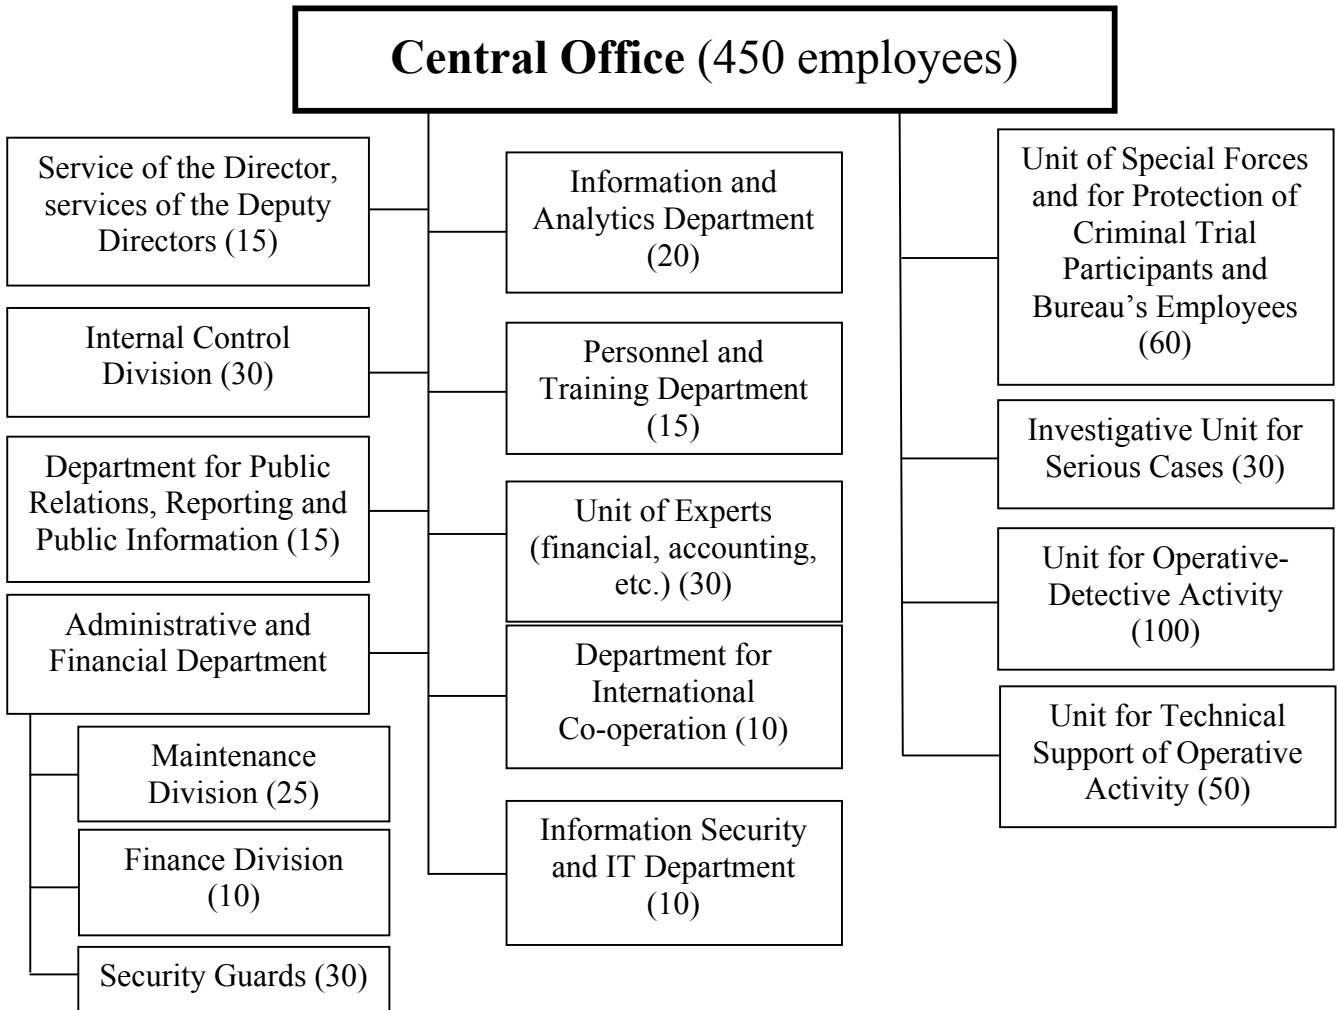 Central Office (450 employees)
Service of the Director,
services of the Deputy
Directors (15)
Internal Control
Division (30)
Department for Public
Relations, Reporting and
Public Information (15)
Administrative and
Financial Department
Maintenance
Division (25)
Finance Division
(10)
Security Guards (30)
Information and
Analytics Department
(20)
Personnel and
Training Department
(15)
Unit of Experts
(financial, accounting,
etc.) (30)
Department for
International
Co-operation (10)
Information Security
and IT Department
(10)
Unit of Special Forces
and for Protection of
Criminal Trial
Participants and
Bureau’s Employees
(60)
Investigative Unit for
Serious Cases (30)
Unit for Operative-
Detective Activity
(100)
Unit for Technical
Support of Operative
Activity (50)